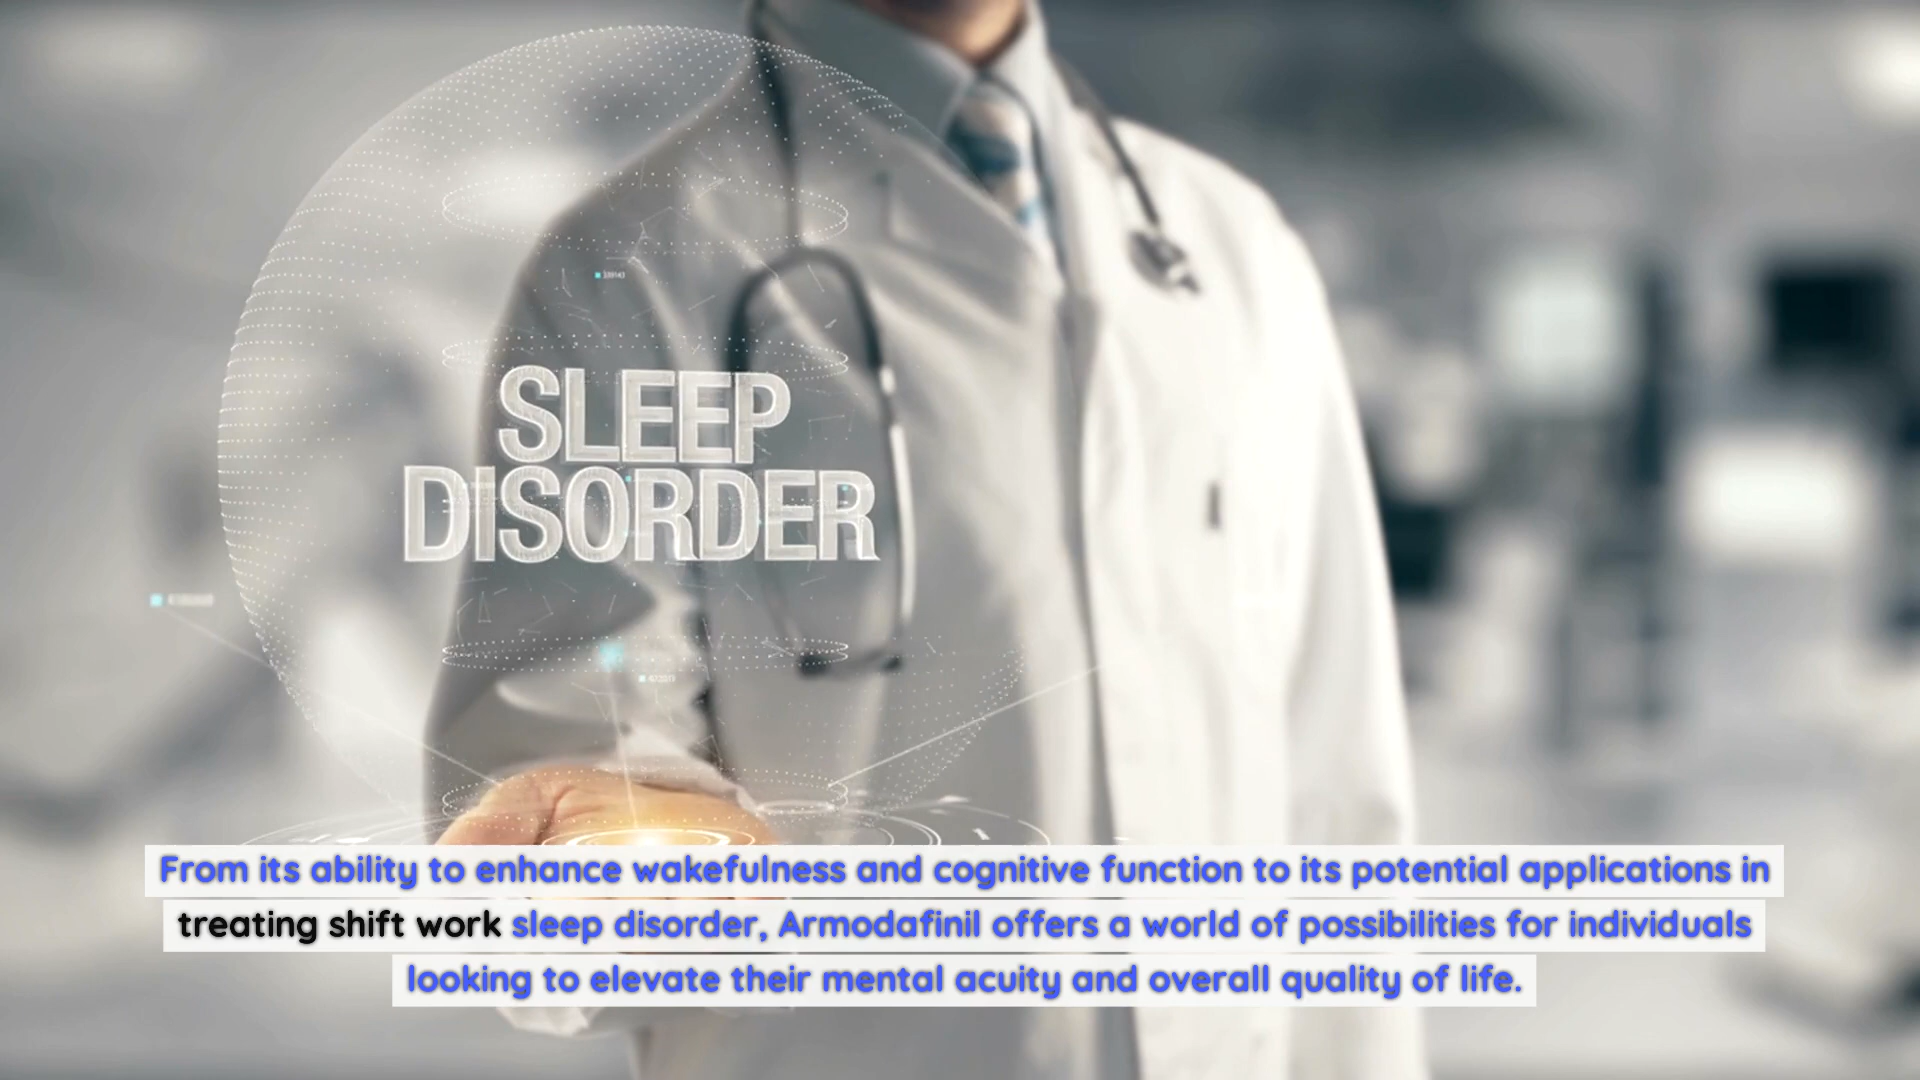 SLEEP
DISORDER
From its ability to enhance wakefulness and cognitive function to its potential applications in
treating shift work sleep disorder, Armodafinil offers a world of possibilities for individuals
looking to elevate their mental acuity and overall quality of life.